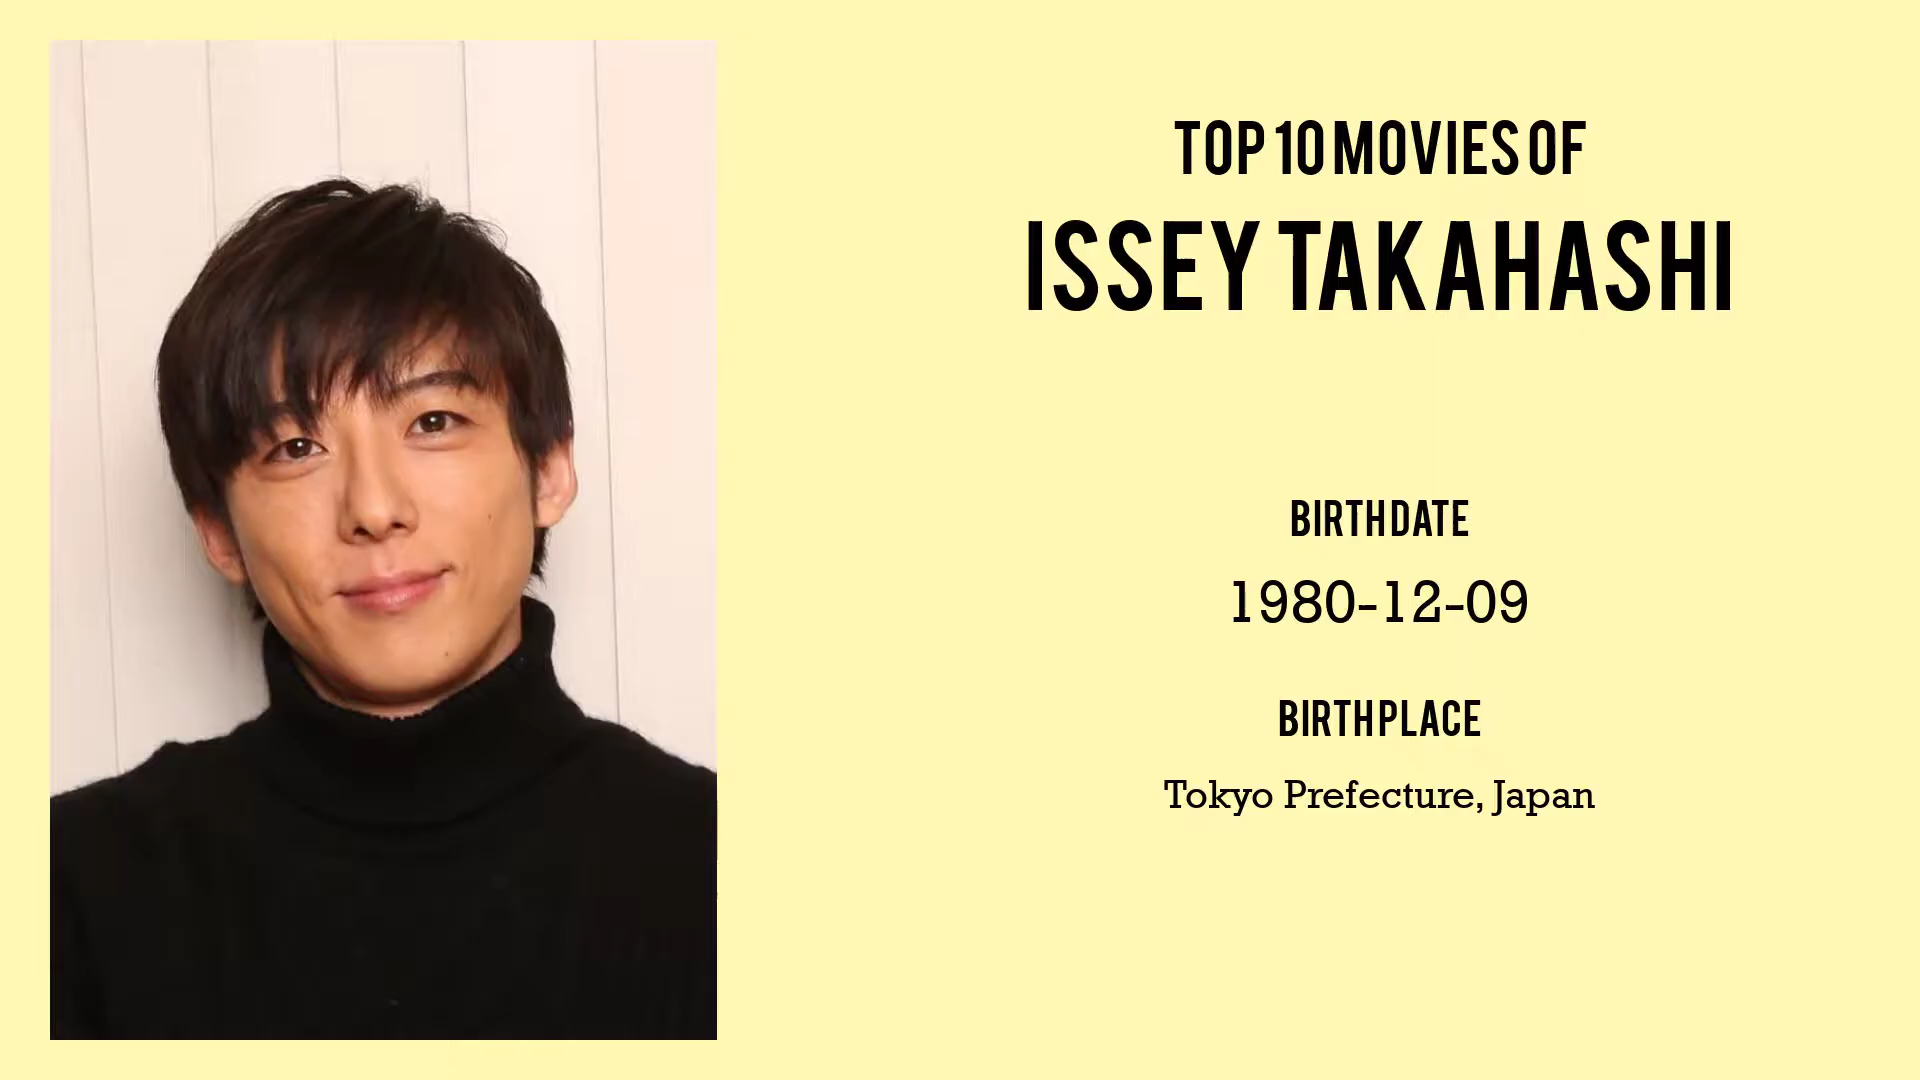 TOP 10 MOVIES OF
ISSEY TAKAHASHI
BIRTHDATE
1980-12-09
BIRTHPLACE
Tokyo Prefecture, Japan